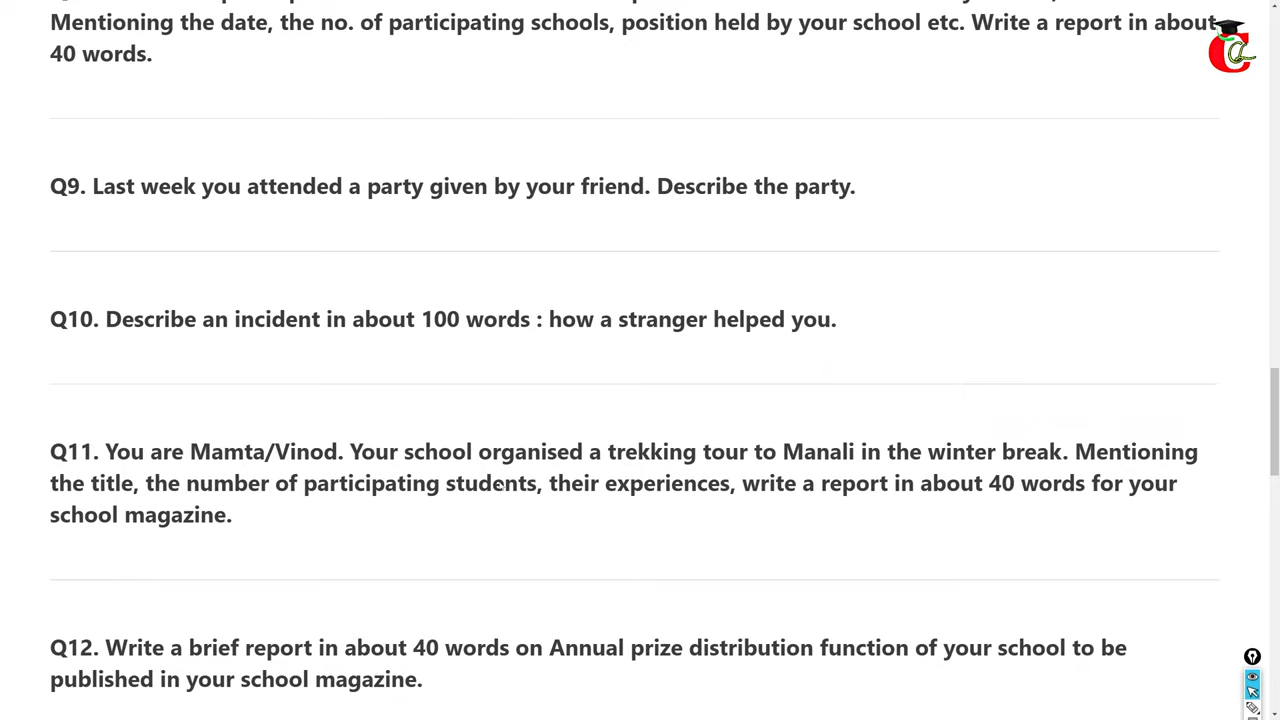 Mentioning the date, the no. of participating schools, position held by your school etc. Write a report in about
40 words.
Q9. Last week you attended a party given by your friend. Describe the party.
Q10. Describe an incident in about 100 words : how a stranger helped you.
Q11. You are Mamta/Vinod. Your school organised a trekking tour to Manali in the winter break. Mentioning
the title, the number of participating students, their experiences, write a report in about 40 words for your
school magazine.
Q12. Write a brief report in about 40 words on Annual prize distribution function of your school to be
published in your school magazine.